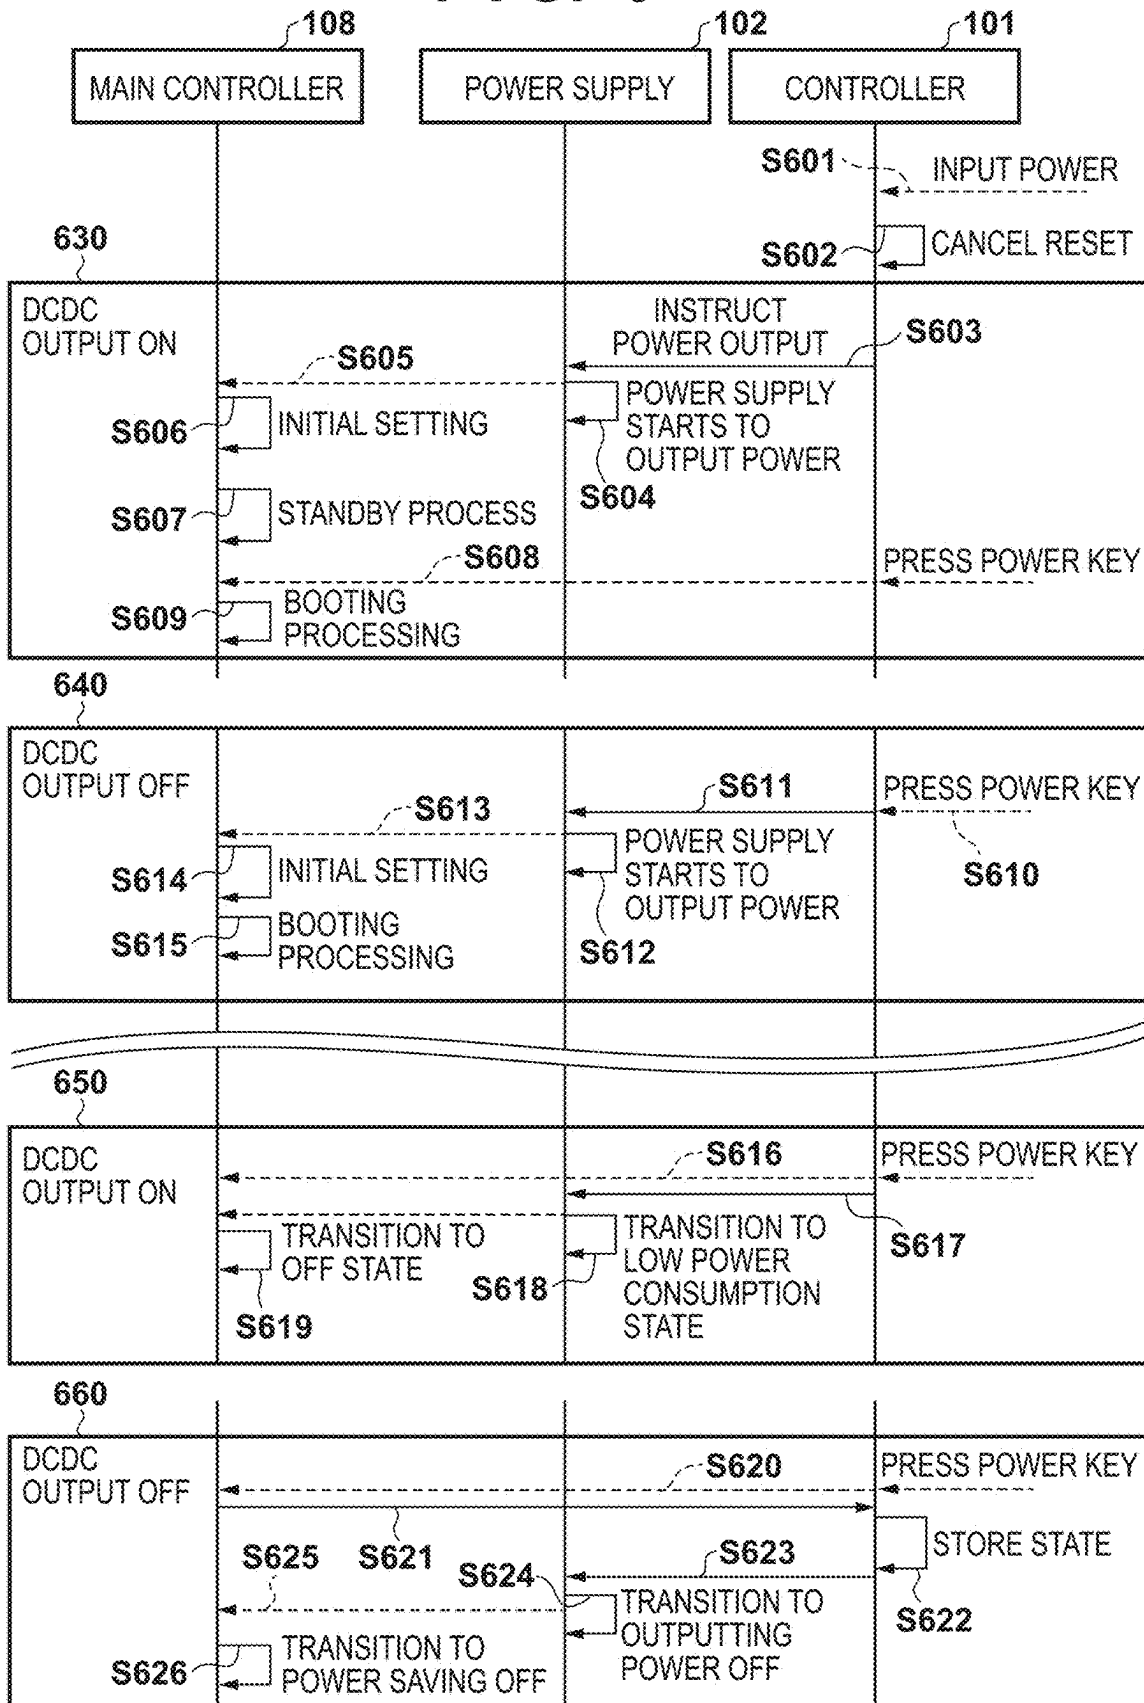 108
102
101
MAIN CONTROLLER
POWER SUPPLY
CONTROLLER
S601
INPUT POWER
S602
CANCEL RESET
630
DCDC
OUTPUT ON
INSTRUCT
POWER OUTPUT
S603
S605
S606
INITIAL SETTING
POWER SUPPLY
STARTS TO
OUTPUT POWER
S604
S607
STANDBY PROCESS
S608
PRESS POWER KEY
S609
BOOTING
PROCESSING
640
DCDC
OUTPUT OFF
S611
PRESS POWER KEY
S610
S613
S614
INITIAL SETTING
POWER SUPPLY
STARTS TO
OUTPUT POWER
S612
S615
BOOTING
PROCESSING
650
DCDC
OUTPUT ON
S616
PRESS POWER KEY
S617
TRANSITION TO
OFF STATE
S619
S618
TRANSITION TO
LOW POWER
CONSUMPTION
STATE
660
DCDC
OUTPUT OFF
S620
PRESS POWER KEY
S621
STORE STATE
S622
S625
S624
S623
TRANSITION TO
OUTPUTTING
POWER OFF
S626
TRANSITION TO
POWER SAVING OFF